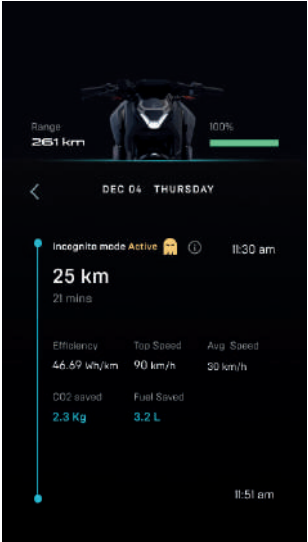 Range 100%
261 km
DEC 04 THURSDAY
Incognito mode Active 11:30 am
25 km
21 mins
Efficiency Top Speed Avg Speed
46.69 Wh/km 90 km/h 30 km/h
CO2 saved Fuel Saved
2.3 Kg 3.2 L
11:51 am